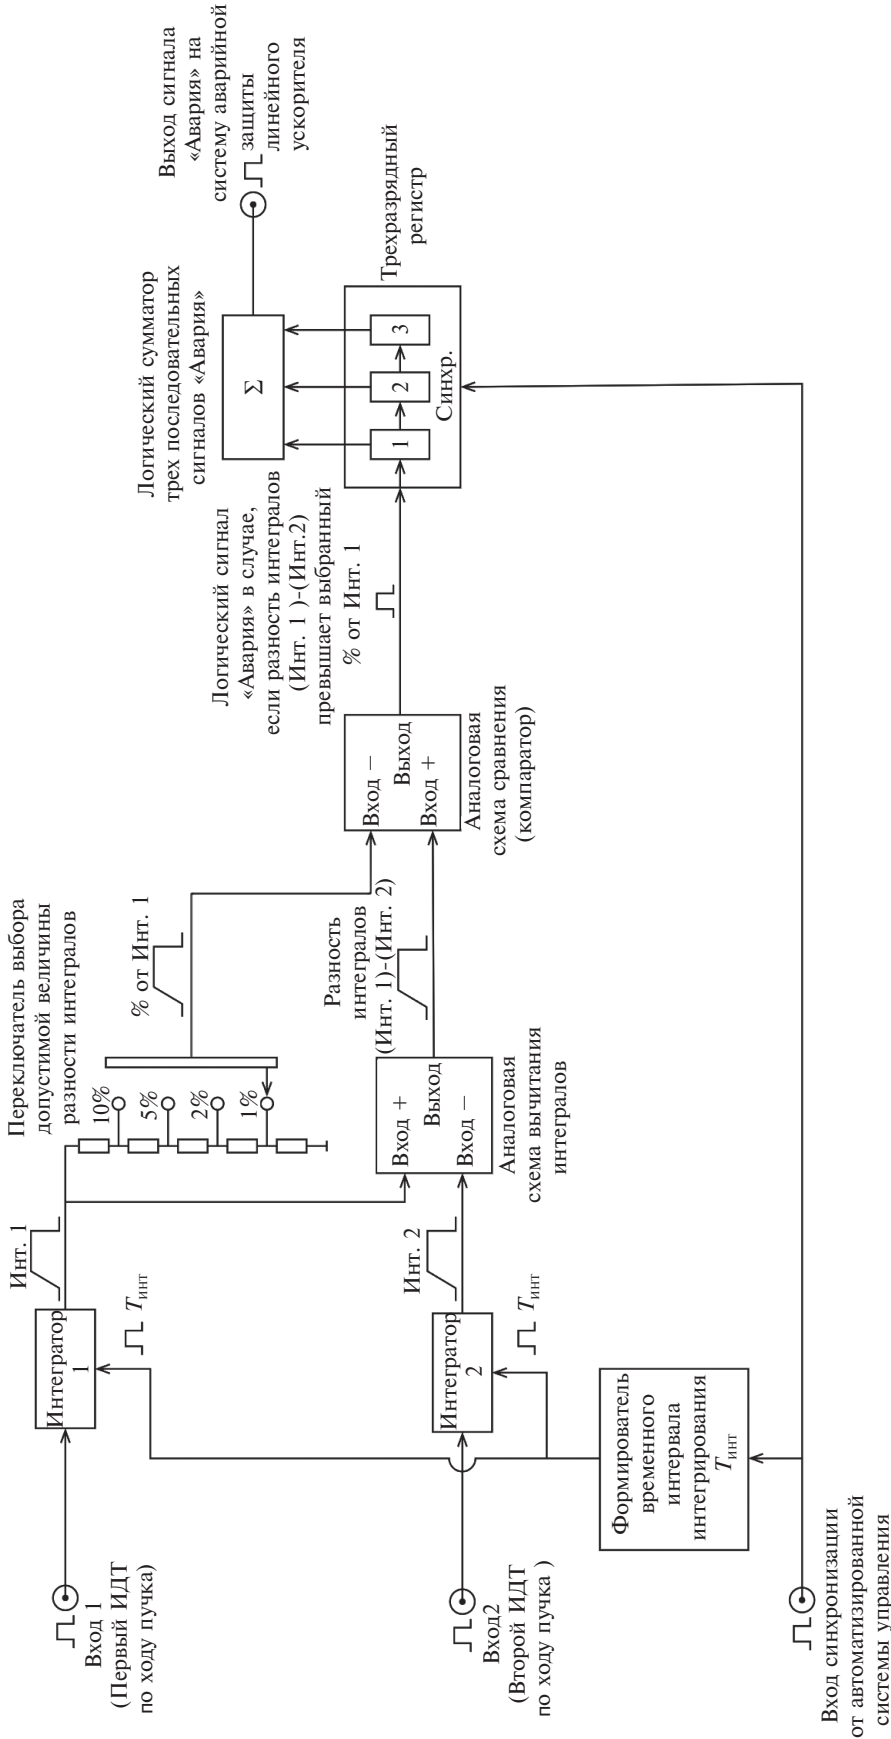 Вход 1
(Первый ИДТ
по ходу пучка)
Интегратор
1
Tинт
Инт. 1
Переключатель выбора
допустимой величины
разности интегралов
10%
5%
2%
1%
% от Инт. 1
Вход2
(Второй ИДТ
по ходу пучка )
Интегратор
2
Tинт
Инт. 2
Вход +
Выход
Вход −
Аналоговая
схема вычитания
интегралов
Разность
интегралов
(Инт. 1)-(Инт. 2)
Вход −
Выход
Вход +
Аналоговая
схема сравнения
(компаратор)
Логический сигнал
«Авария» в случае,
если разность интегралов
(Инт. 1 )-(Инт.2)
превышает выбранный
% от Инт. 1
Логический сумматор
трех последовательных
сигналов «Авария»
Σ
1
2
3
Синхр.
Трехразрядный
регистр
Выход сигнала
«Авария» на
систему аварийной
защиты
линейного
ускорителя
Формирователь
временного
интервала
интегрирования
Tинт
Вход синхронизации
от автоматизированной
системы управления